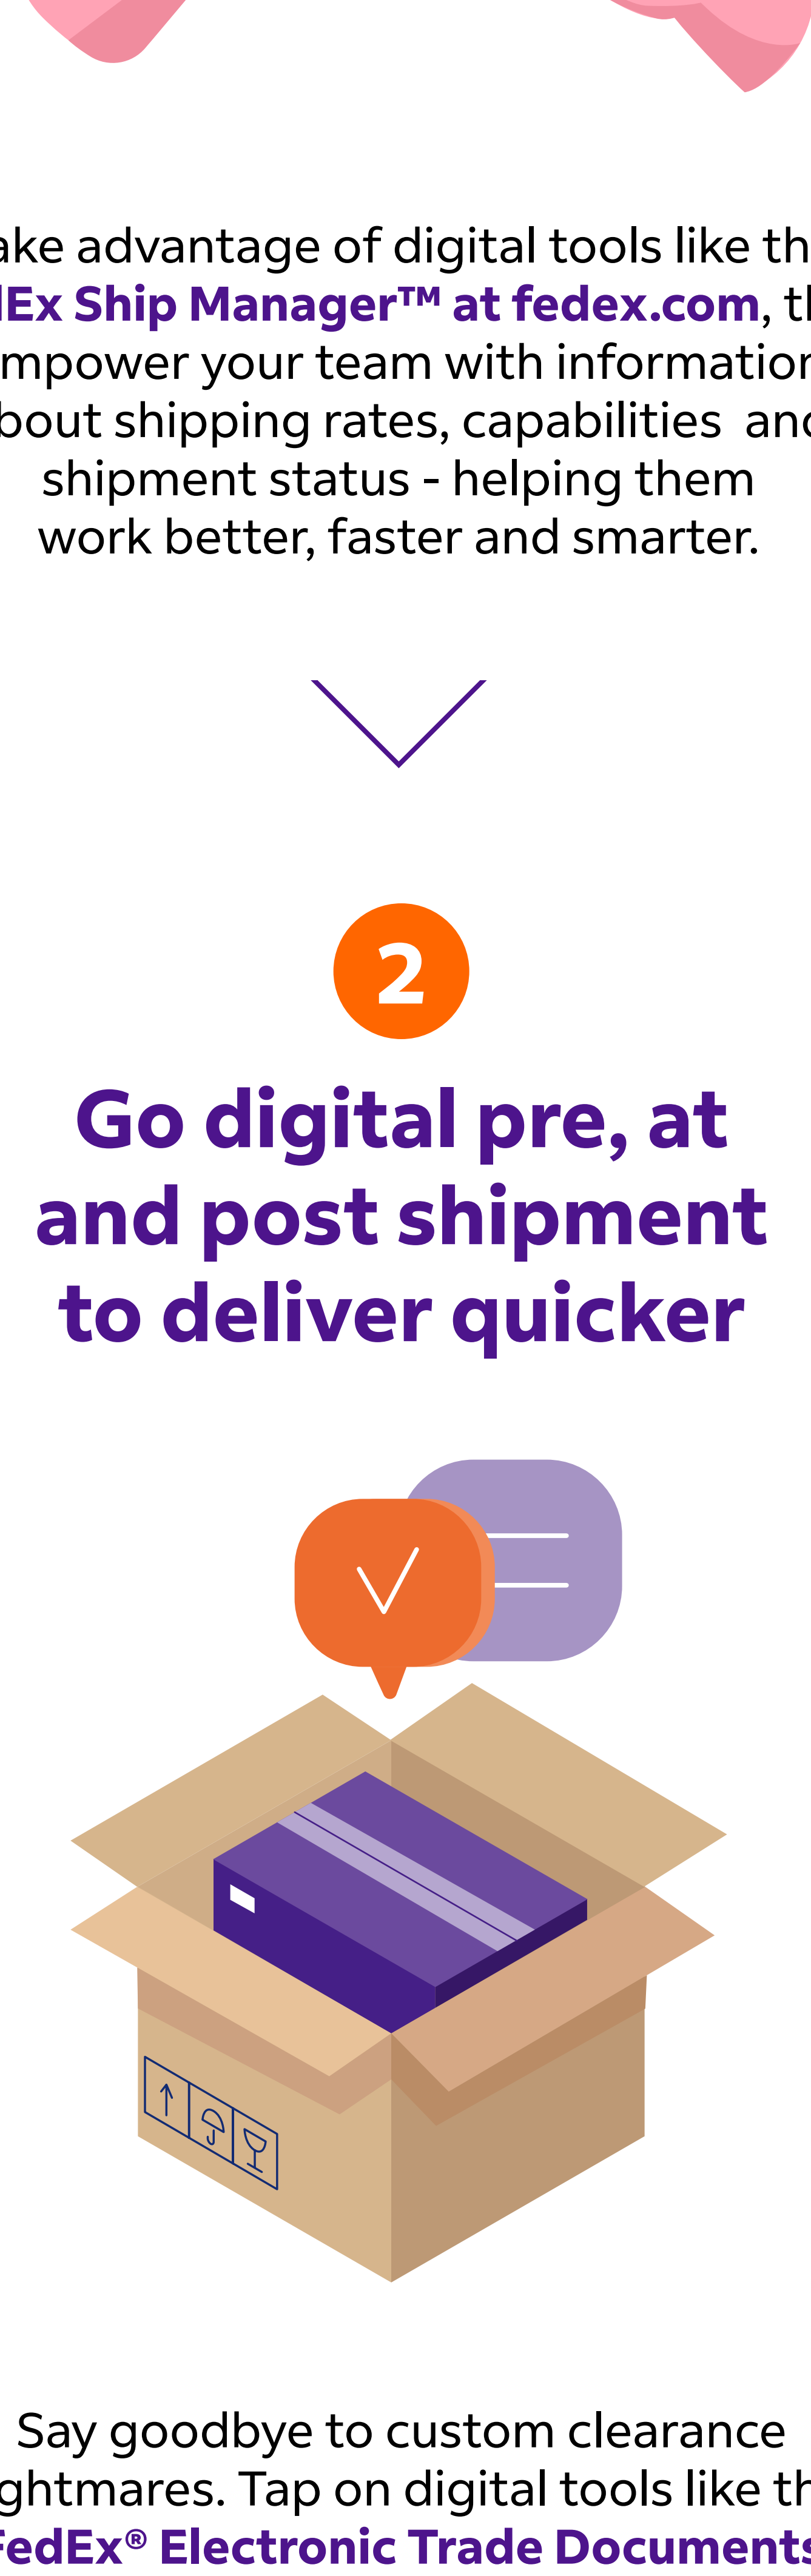 ake advantage of digital tools like th
Ex Ship Manager™ at fedex.com, th
mpower your team with information
bout shipping rates, capabilities and
shipment status - helping them
work better, faster and smarter.
2
Go digital pre, at
and post shipment
to deliver quicker
Say goodbye to custom clearance
ghtmares. Tap on digital tools like th
FedEx® Electronic Trade Documents